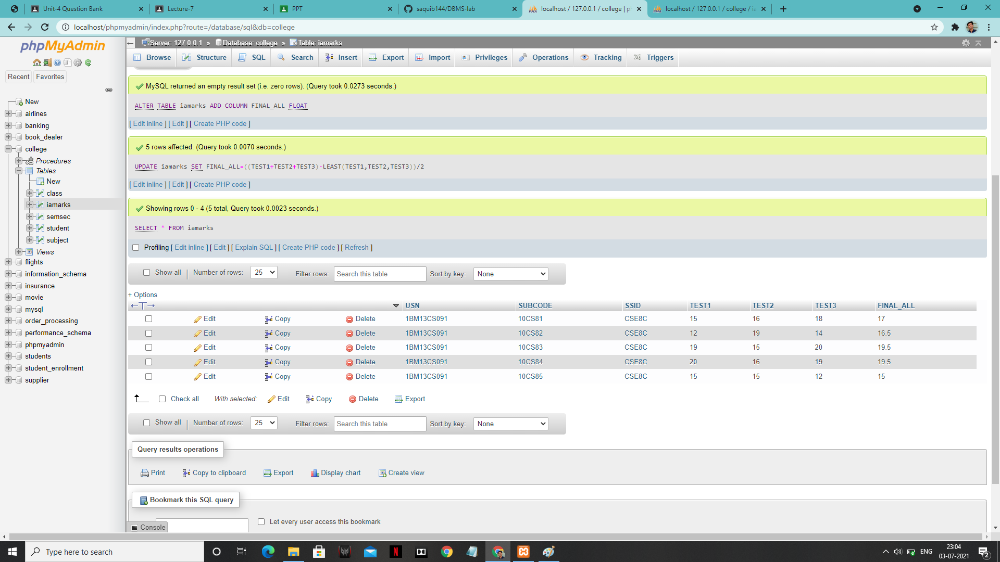 Unit-4 Question Bank
Lecture-7
PPT
saquib144/DBMS-lab
localhost / 127.0.0.1 / college | p
localhost / 127.0.0.1 / college / ia
localhost/phpmyadmin/index.php?route=/database/sql&db=college
phpMyAdmin
Recent
Favorites
New
airlines
banking
book_dealer
college
Procedures
Tables
New
class
iamarks
semsec
student
subject
Views
flights
information_schema
insurance
movie
mysql
order_processing
performance_schema
phpmyadmin
students
student_enrollment
supplier
Server: 127.0.0.1 » Database: college » Table: iamarks
Browse Structure SQL Search Insert Export Import Privileges Operations Tracking Triggers
MySQL returned an empty result set (i.e. zero rows). (Query took 0.0273 seconds.)
ALTER TABLE iamarks ADD COLUMN FINAL_ALL FLOAT
[ Edit inline ] [ Edit ] [ Create PHP code ]
5 rows affected. (Query took 0.0070 seconds.)
UPDATE iamarks SET FINAL_ALL=((TEST1+TEST2+TEST3)-LEAST(TEST1,TEST2,TEST3))/2
[ Edit inline ] [ Edit ] [ Create PHP code ]
Showing rows 0 - 4 (5 total, Query took 0.0023 seconds.)
SELECT * FROM iamarks
Profiling [ Edit inline ] [ Edit ] [ Explain SQL ] [ Create PHP code ] [ Refresh ]
Show all | Number of rows: 25 Filter rows: Search this table Sort by key: None
+ Options
←T→ USN SUBCODE SSID TEST1 TEST2 TEST3 FINAL_ALL
Edit Copy Delete 1BM13CS091 10CS81 CSE8C 15 16 18 17
Edit Copy Delete 1BM13CS091 10CS82 CSE8C 12 19 14 16.5
Edit Copy Delete 1BM13CS091 10CS83 CSE8C 19 15 20 19.5
Edit Copy Delete 1BM13CS091 10CS84 CSE8C 20 16 19 19.5
Edit Copy Delete 1BM13CS091 10CS85 CSE8C 15 15 12 15
Check all With selected: Edit Copy Delete Export
Show all | Number of rows: 25 Filter rows: Search this table Sort by key: None
Query results operations
Print Copy to clipboard Export Display chart Create view
Bookmark this SQL query
Let every user access this bookmark
Console
Type here to search
ENG
23:04
03-07-2021
2